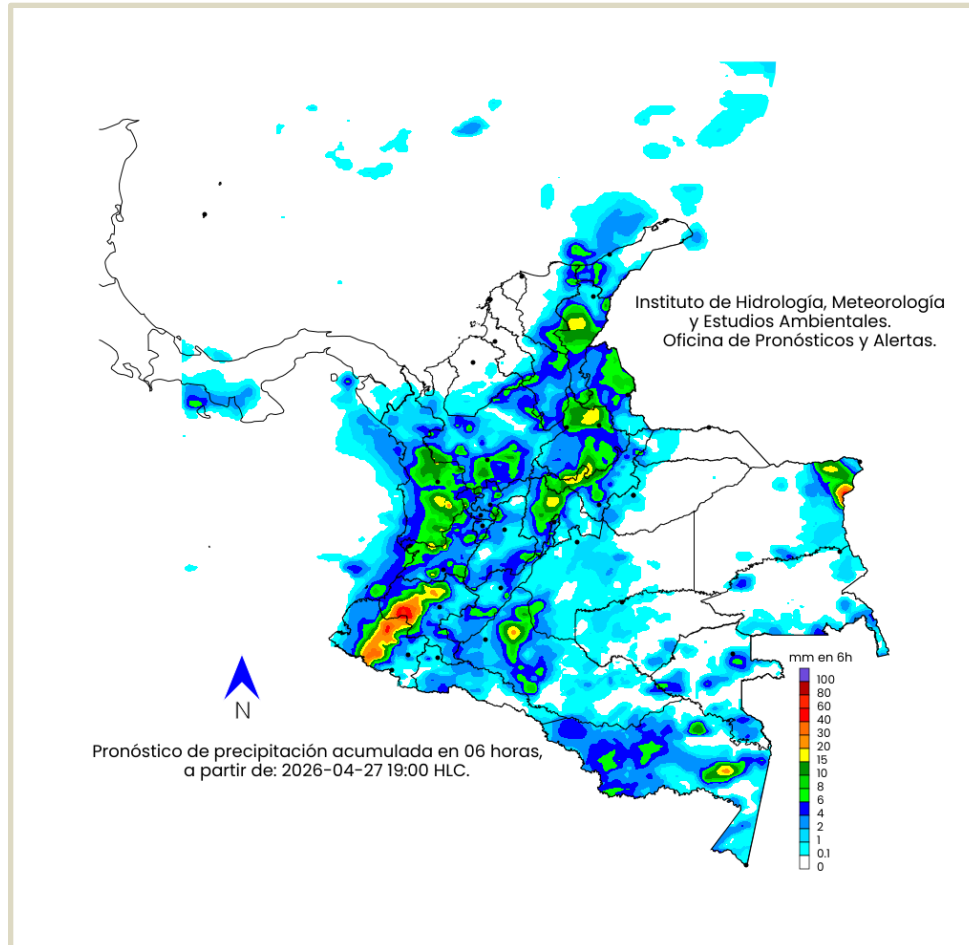 Instituto de Hidrología, Meteorología
y Estudios Ambientales.
Oficina de Pronósticos y Alertas.
N
Pronóstico de precipitación acumulada en 06 horas,
a partir de: 2026-04-27 19:00 HLC.
mm en 6h
100
80
60
40
30
20
15
10
8
6
4
2
1
0.1
0